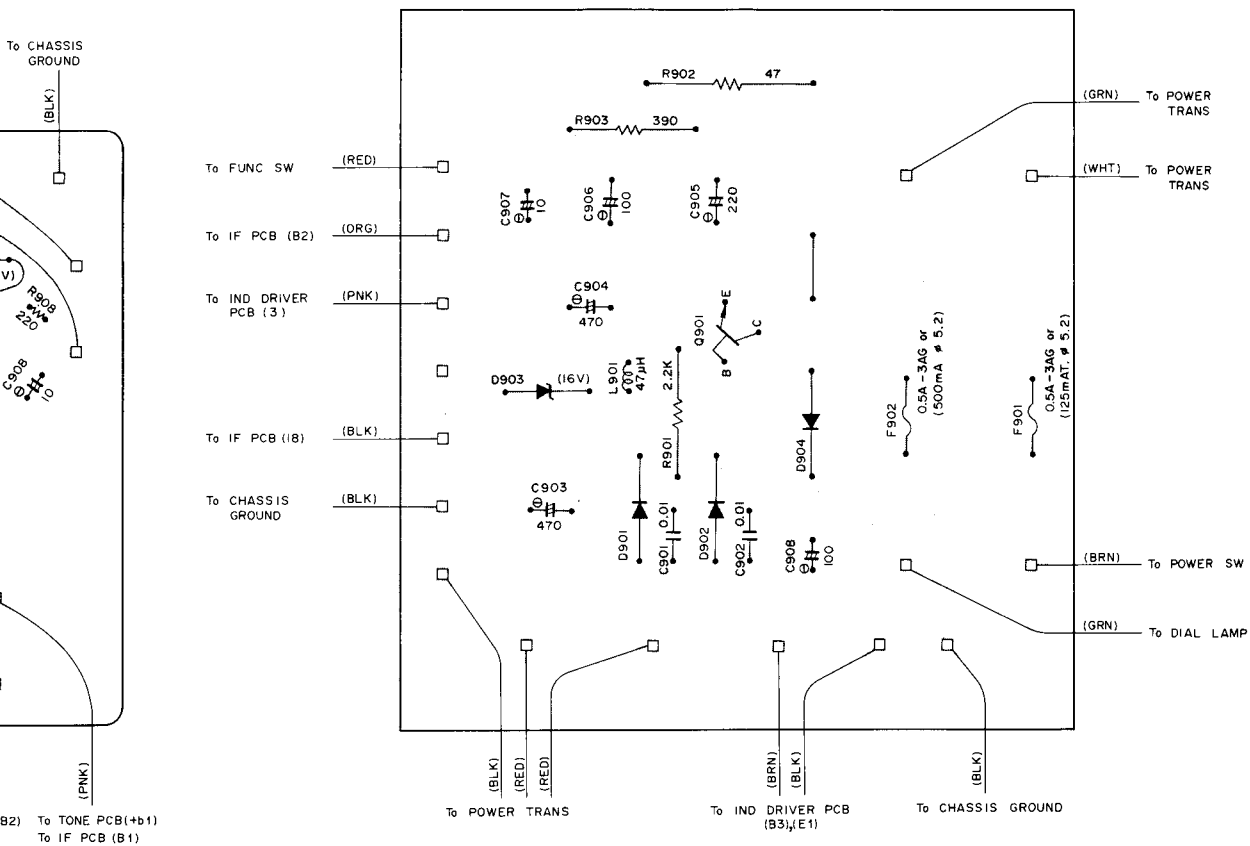 To CHASSIS
GROUND
(BLK)
V)
R908
220
C908
⊖
10
(PNK)
B2)
To TONE PCB(+b1)
To IF PCB (B1)
R902 47
R903 390
To FUNC SW (RED)
To IF PCB (B2) (ORG)
To IND DRIVER
PCB (3)
(PNK)
To IF PCB (18) (BLK)
To CHASSIS
GROUND
(BLK)
C907
⊖
10
C906
⊖
100
C905
⊖
220
C904
⊖
470
Q901
E
C
B
D903 (16V)
L901
47μH
R901 2.2K
D904
F902
0.5A-3AG or
(500mA ø 5.2)
F901
0.5A-3AG or
(125mAT. ø 5.2)
C903
⊖
470
D901
C901 0.01
D902
C902 0.01
C908
⊖
100
(GRN) To POWER
TRANS
(WHT) To POWER
TRANS
(BRN) To POWER SW
(GRN) To DIAL LAMP
(BLK)
(RED)
(RED)
To POWER TRANS
(BRN)
(BLK)
To IND DRIVER PCB
(B3),(E1)
(BLK)
To CHASSIS GROUND